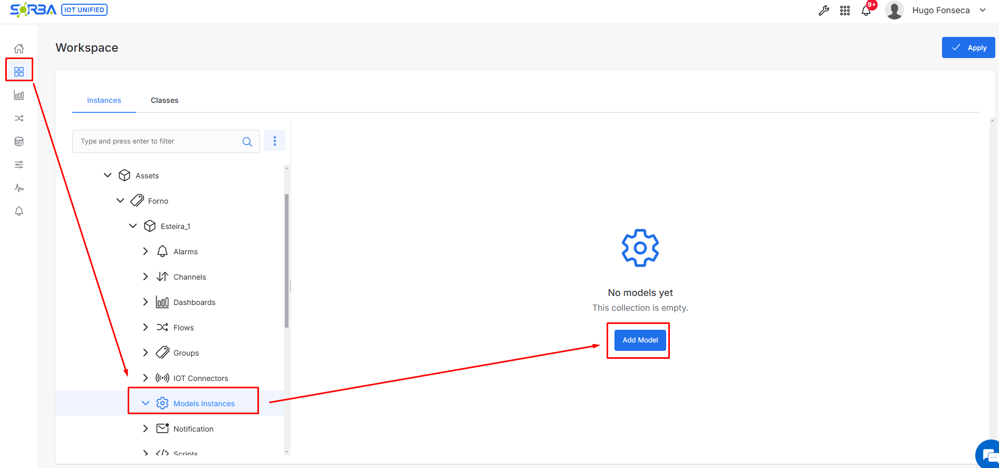 SORBA IOT UNIFIED
9+
Hugo Fonseca
Workspace
Apply
Instances
Classes
Type and press enter to filter
Assets
Forno
Esteira_1
Alarms
Channels
Dashboards
Flows
Groups
IOT Connectors
Models Instances
Notification
Scripts
No models yet
This collection is empty.
Add Model